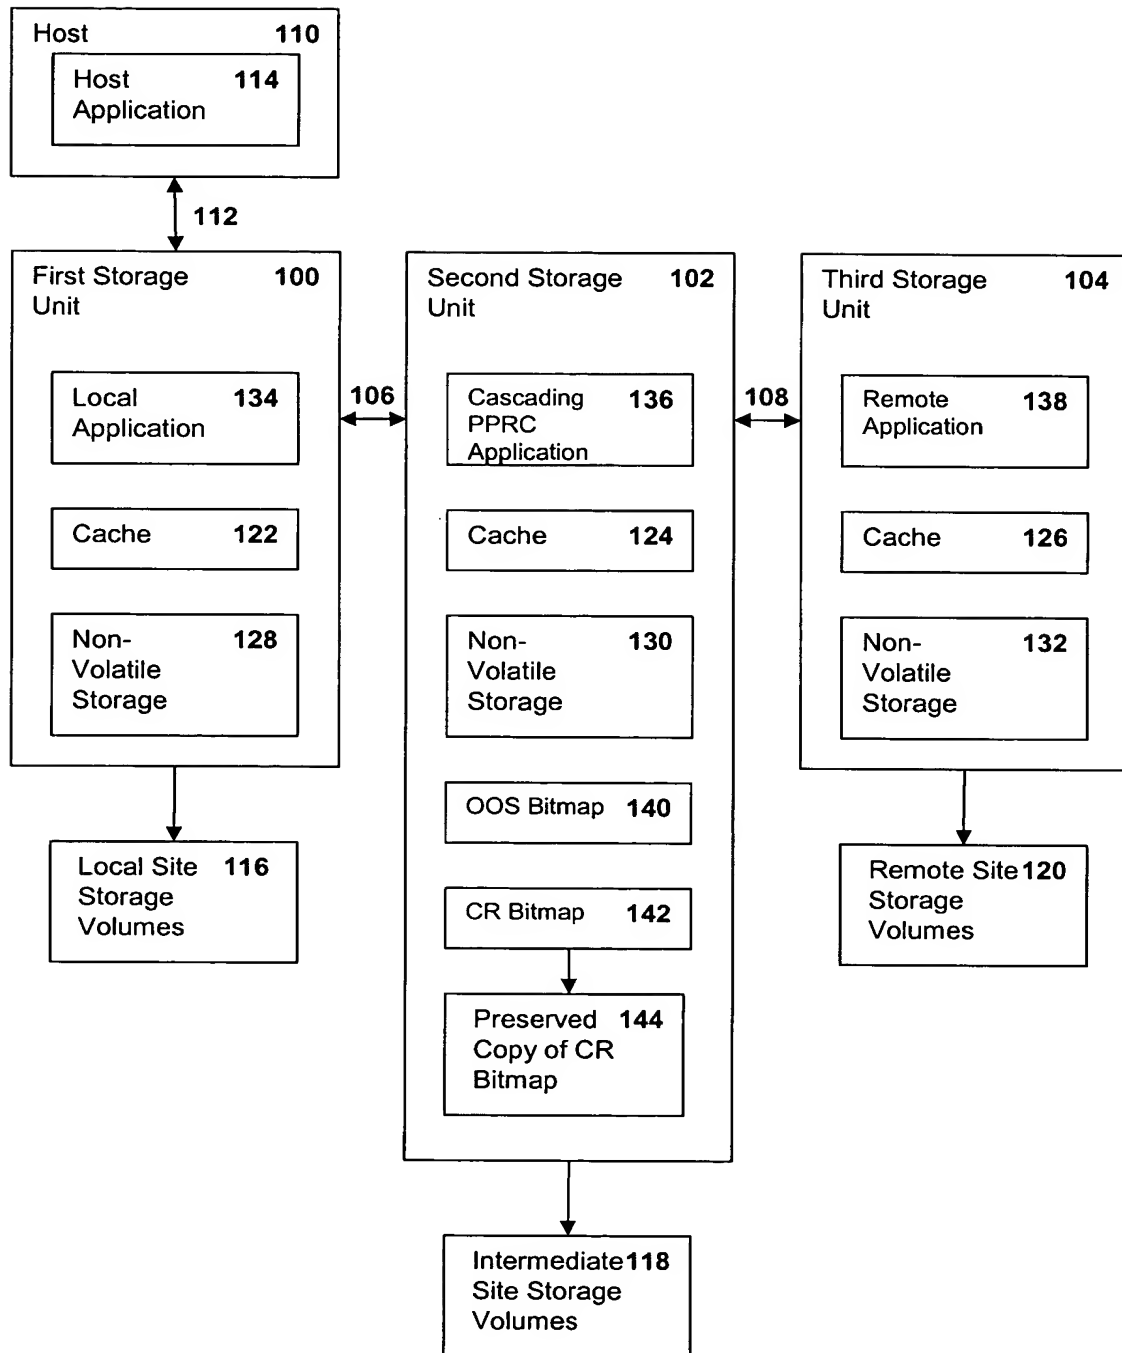 Host 110
Host 114
Application
112
First Storage 100
Unit
Local 134
Application
Cache 122
Non- 128
Volatile
Storage
Local Site 116
Storage
Volumes
106
Second Storage 102
Unit
Cascading 136
PPRC
Application
Cache 124
Non- 130
Volatile
Storage
OOS Bitmap 140
CR Bitmap 142
Preserved 144
Copy of CR
Bitmap
Intermediate 118
Site Storage
Volumes
108
Third Storage 104
Unit
Remote 138
Application
Cache 126
Non- 132
Volatile
Storage
Remote Site 120
Storage
Volumes